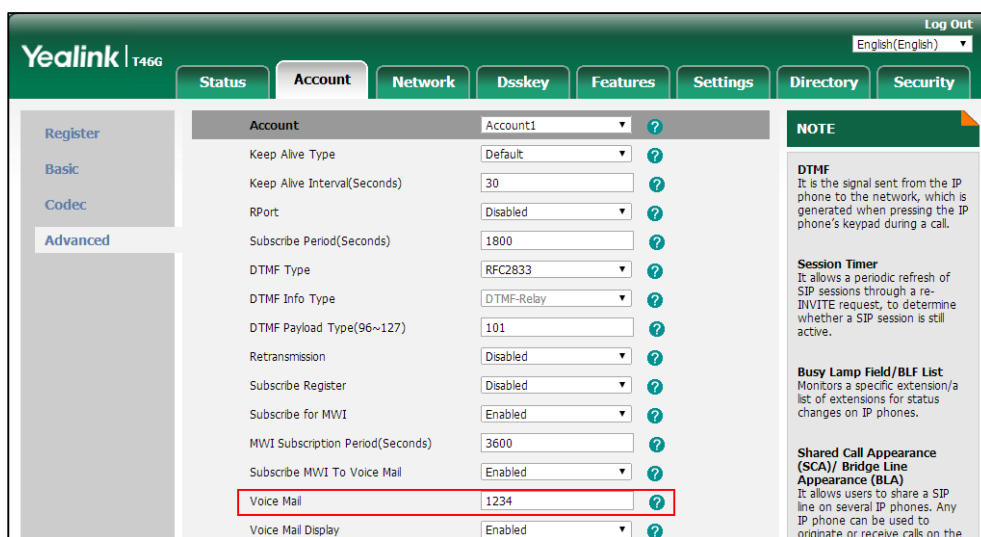 Log Out
Yealink | T46G
English(English)
Status
Account
Network
Dsskey
Features
Settings
Directory
Security
Register
Basic
Codec
Advanced
Account Account1
Keep Alive Type Default
Keep Alive Interval(Seconds) 30
RPort Disabled
Subscribe Period(Seconds) 1800
DTMF Type RFC2833
DTMF Info Type DTMF-Relay
DTMF Payload Type(96~127) 101
Retransmission Disabled
Subscribe Register Disabled
Subscribe for MWI Enabled
MWI Subscription Period(Seconds) 3600
Subscribe MWI To Voice Mail Enabled
Voice Mail 1234
Voice Mail Display Enabled
NOTE
DTMF
It is the signal sent from the IP
phone to the network, which is
generated when pressing the IP
phone's keypad during a call.
Session Timer
It allows a periodic refresh of
SIP sessions through a re-
INVITE request, to determine
whether a SIP session is still
active.
Busy Lamp Field/BLF List
Monitors a specific extension/a
list of extensions for status
changes on IP phones.
Shared Call Appearance
(SCA)/ Bridge Line
Appearance (BLA)
It allows users to share a SIP
line on several IP phones. Any
IP phone can be used to
originate or receive calls on the